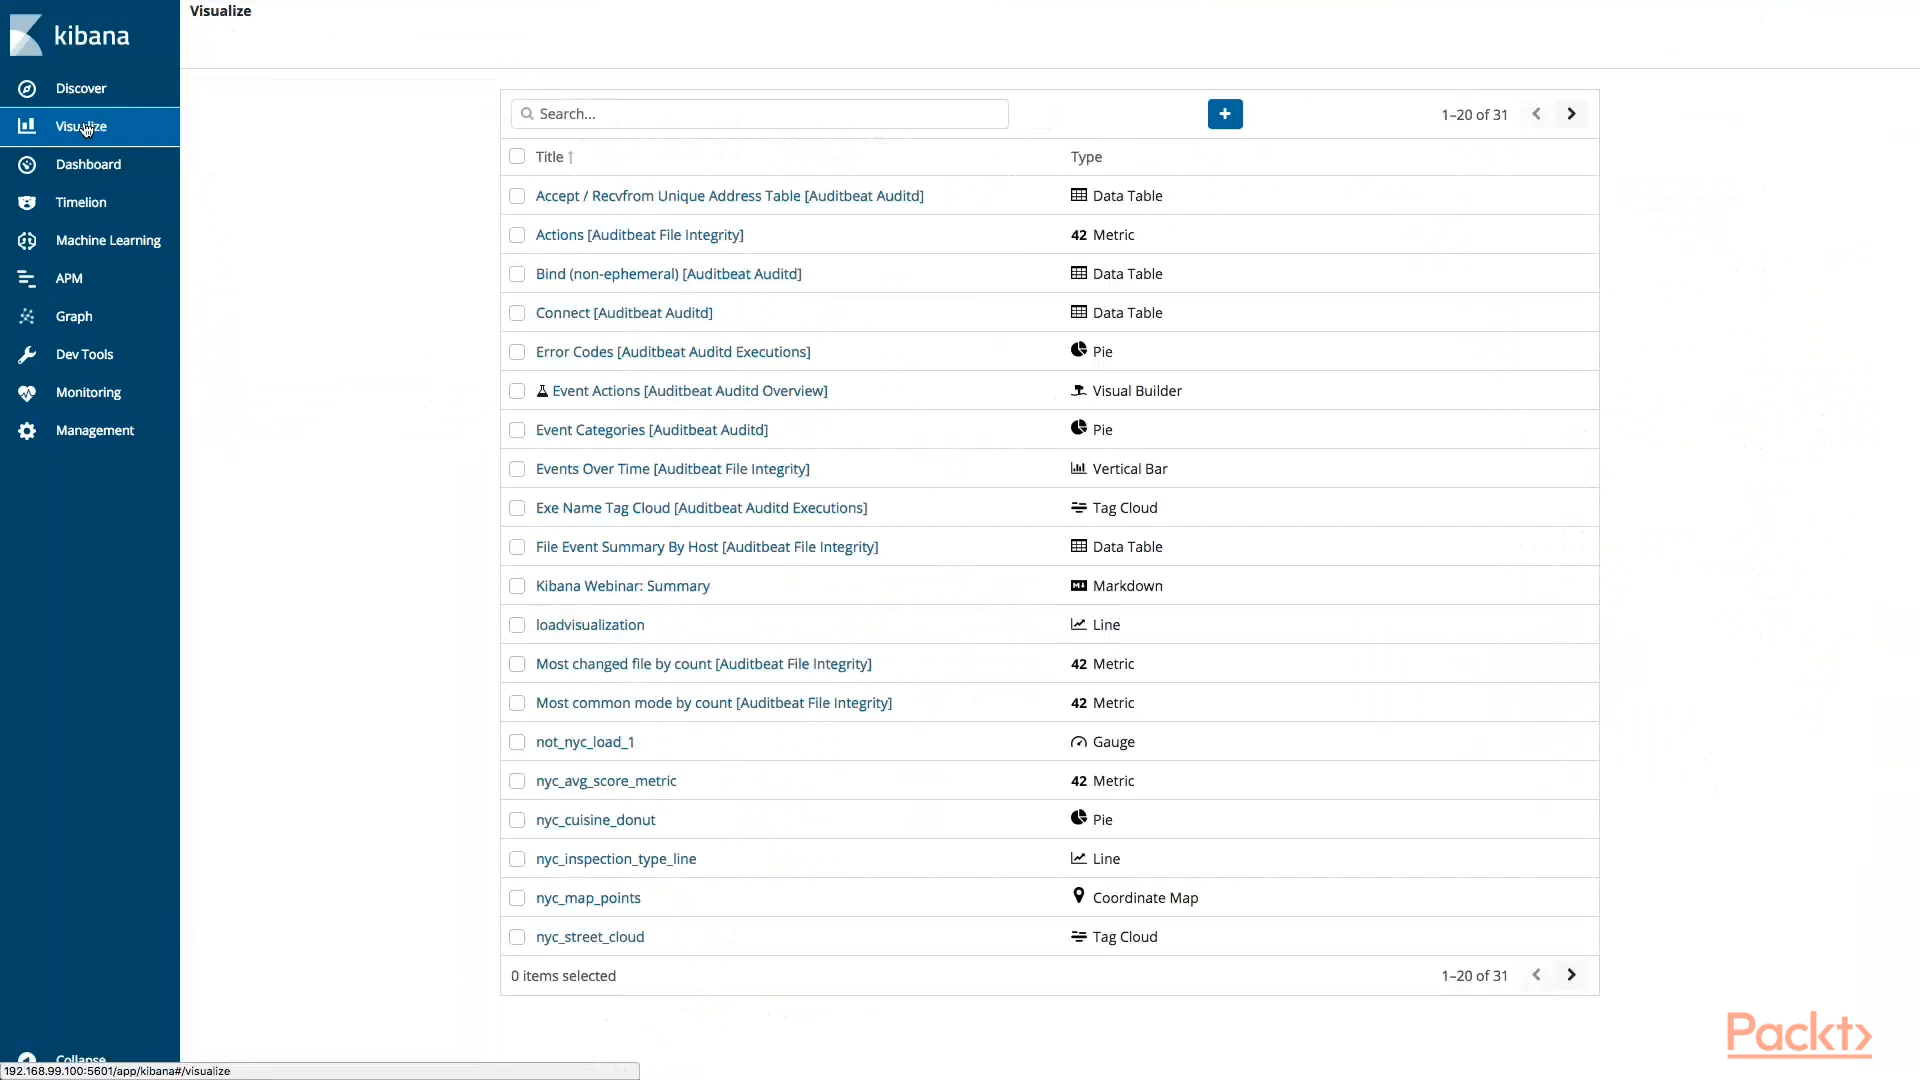 Visualize
kibana
Discover
Visualize
Dashboard
Timelion
Machine Learning
APM
Graph
Dev Tools
Monitoring
Management
Collapse
192.168.99.100:5601/app/kibana#/visualize
Search...
+
1–20 of 31
Title Type
Accept / Recvfrom Unique Address Table [Auditbeat Auditd] Data Table
Actions [Auditbeat File Integrity] 42 Metric
Bind (non-ephemeral) [Auditbeat Auditd] Data Table
Connect [Auditbeat Auditd] Data Table
Error Codes [Auditbeat Auditd Executions] Pie
Event Actions [Auditbeat Auditd Overview] Visual Builder
Event Categories [Auditbeat Auditd] Pie
Events Over Time [Auditbeat File Integrity] Vertical Bar
Exe Name Tag Cloud [Auditbeat Auditd Executions] Tag Cloud
File Event Summary By Host [Auditbeat File Integrity] Data Table
Kibana Webinar: Summary Markdown
loadvisualization Line
Most changed file by count [Auditbeat File Integrity] 42 Metric
Most common mode by count [Auditbeat File Integrity] 42 Metric
not_nyc_load_1 Gauge
nyc_avg_score_metric 42 Metric
nyc_cuisine_donut Pie
nyc_inspection_type_line Line
nyc_map_points Coordinate Map
nyc_street_cloud Tag Cloud
0 items selected 1–20 of 31
Packt>